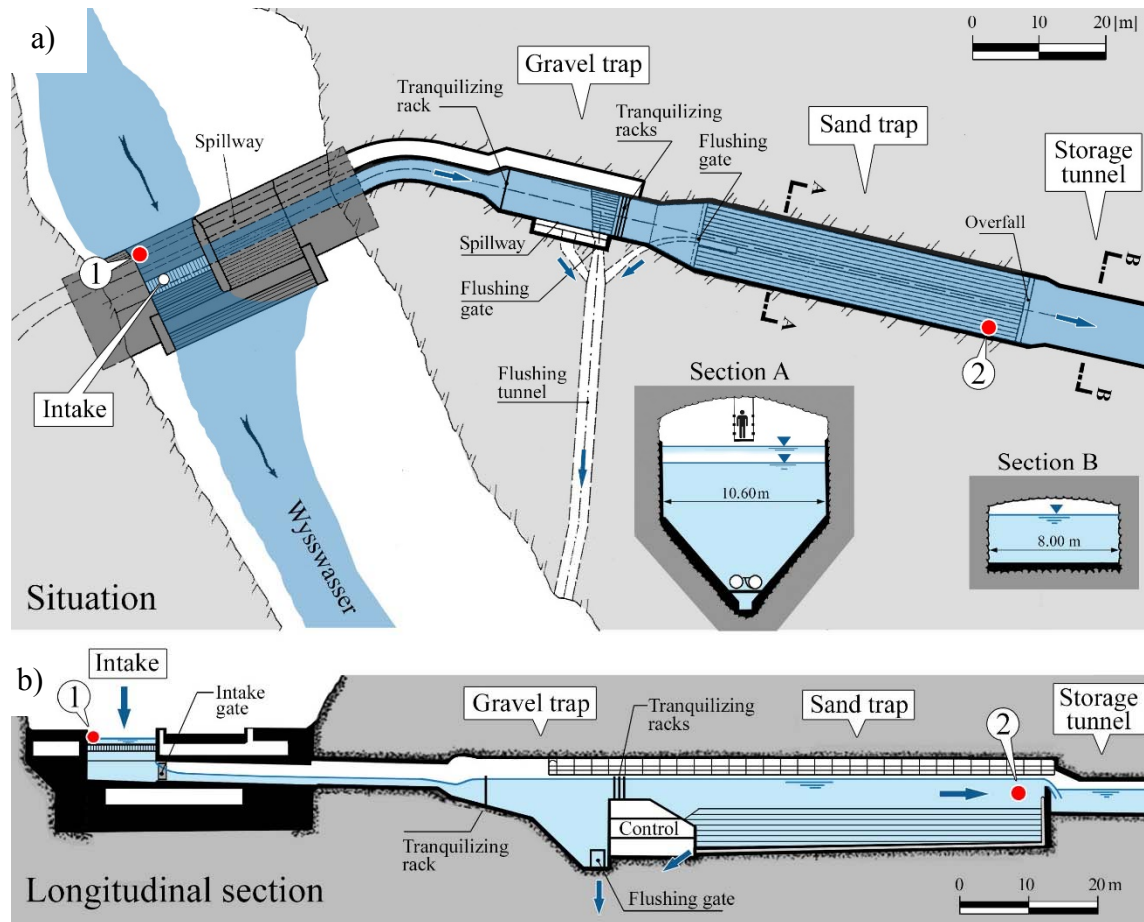 a)
0
10
20 [m]
Gravel trap
Tranquilizing
rack
Tranquilizing
racks
Flushing
gate
Sand trap
Storage
tunnel
Spillway
A
B
Overfall
1
Spillway
Flushing
gate
A
2
B
Intake
Flushing
tunnel
Section A
10.60 m
Section B
8.00 m
Wysswasser
Situation
b)
Intake
1
Intake
gate
Gravel trap
Tranquilizing
racks
Sand trap
2
Storage
tunnel
Control
Tranquilizing
rack
Flushing gate
Longitudinal section
0
10
20 m